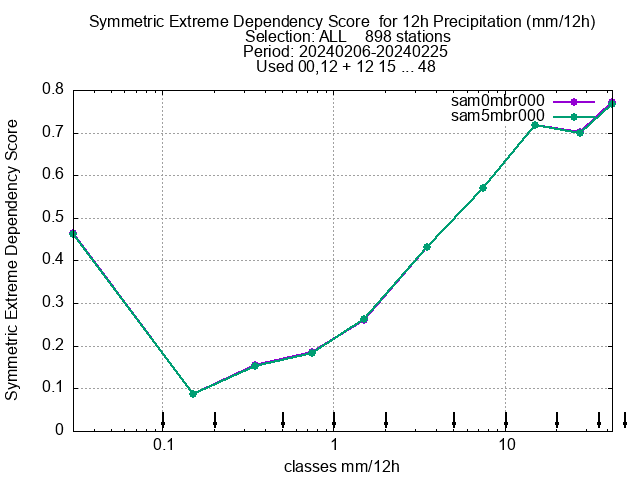 Symmetric Extreme Dependency Score  for 12h Precipitation (mm/12h)
Selection: ALL    898 stations
Period: 20240206-20240225
Used 00,12 + 12 15 ... 48
sam0mbr000
sam5mbr000
Symmetric Extreme Dependency Score
0.8
0.7
0.6
0.5
0.4
0.3
0.2
0.1
0
0.1 1 10
classes mm/12h